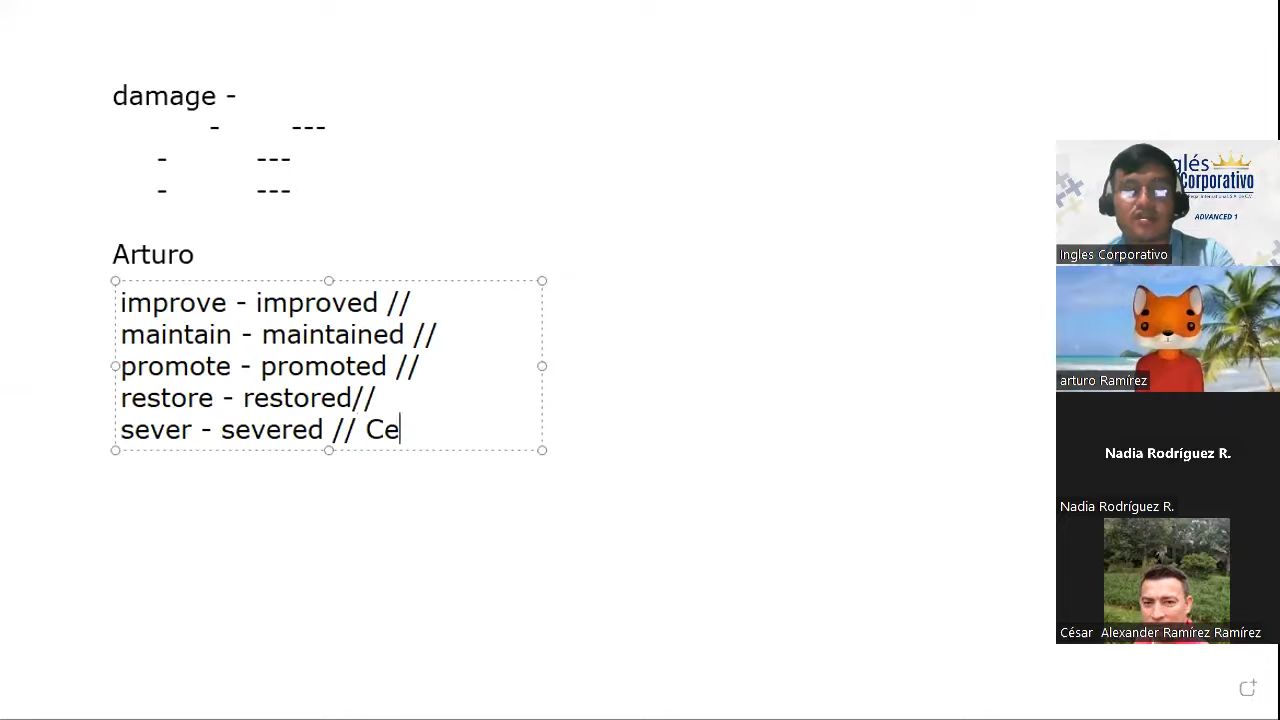 damage -
- ---
- ---
- ---
Arturo
improve - improved //
maintain - maintained //
promote - promoted //
restore - restored//
sever - severed // Ce
glés
Corporativo
ADVANCED 1
Ingles Corporativo
arturo Ramírez
Nadia Rodríguez R.
Nadia Rodríguez R.
César Alexander Ramírez Ramírez